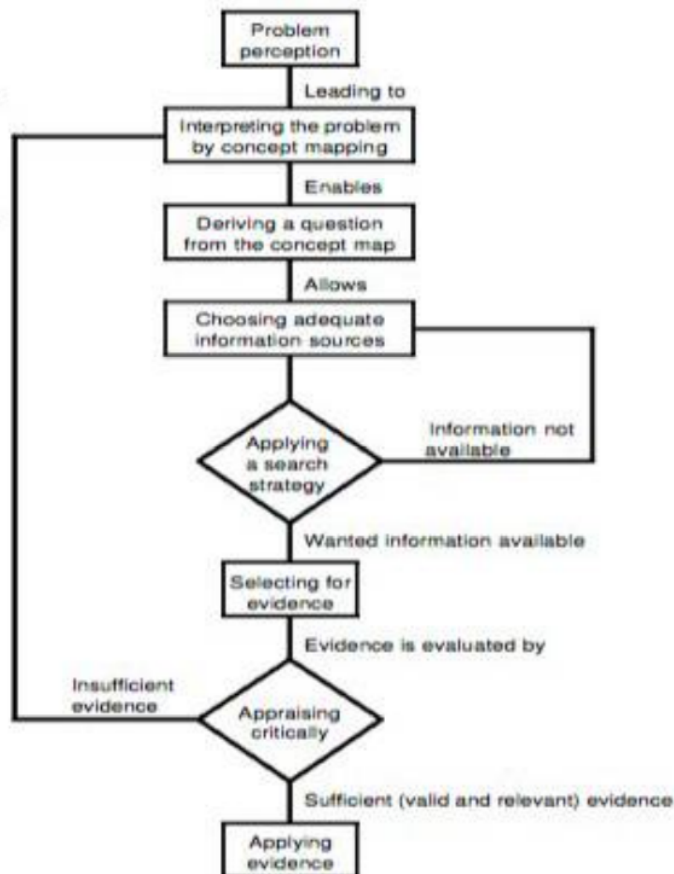 Problem
perception
Leading to
Interpreting the problem
by concept mapping
Enables
Deriving a question
from the concept map
Allows
Choosing adequate
information sources
Applying
a search
strategy
Information not
available
Wanted information available
Selecting for
evidence
Evidence is evaluated by
Insufficient
evidence
Appraising
critically
Sufficient (valid and relevant) evidence
Applying
evidence